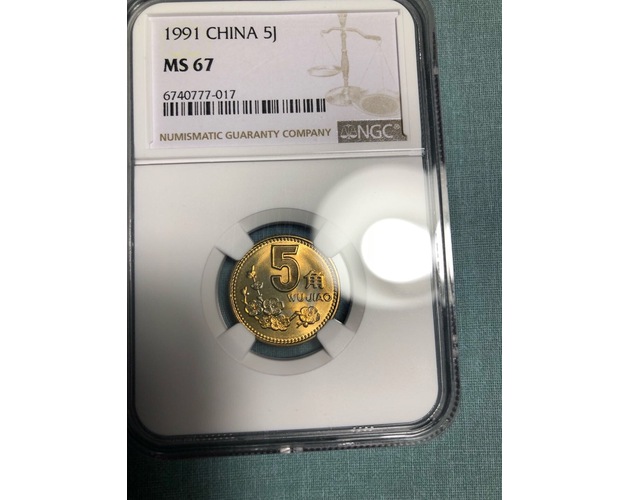 1991 CHINA 5J
MS 67
6740777-017
NUMISMATIC GUARANTY COMPANY
NGC®
5角
WUJIAO